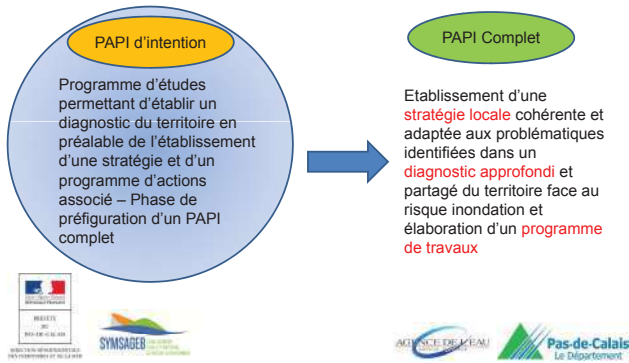 PAPI d'intention
Programme d'études
permettant d'établir un
diagnostic du territoire en
préalable de l'établissement
d'une stratégie et d'un
programme d'actions
associé – Phase de
préfiguration d'un PAPI
complet
PAPI Complet
Etablissement d'une
stratégie locale cohérente et
adaptée aux problématiques
identifiées dans un
diagnostic approfondi et
partagé du territoire face au
risque inondation et
élaboration d'un programme
de travaux
PAS-DE-CALAIS
SYMSAGEB
AGENCE DE L'EAU
Pas-de-Calais
Le Département